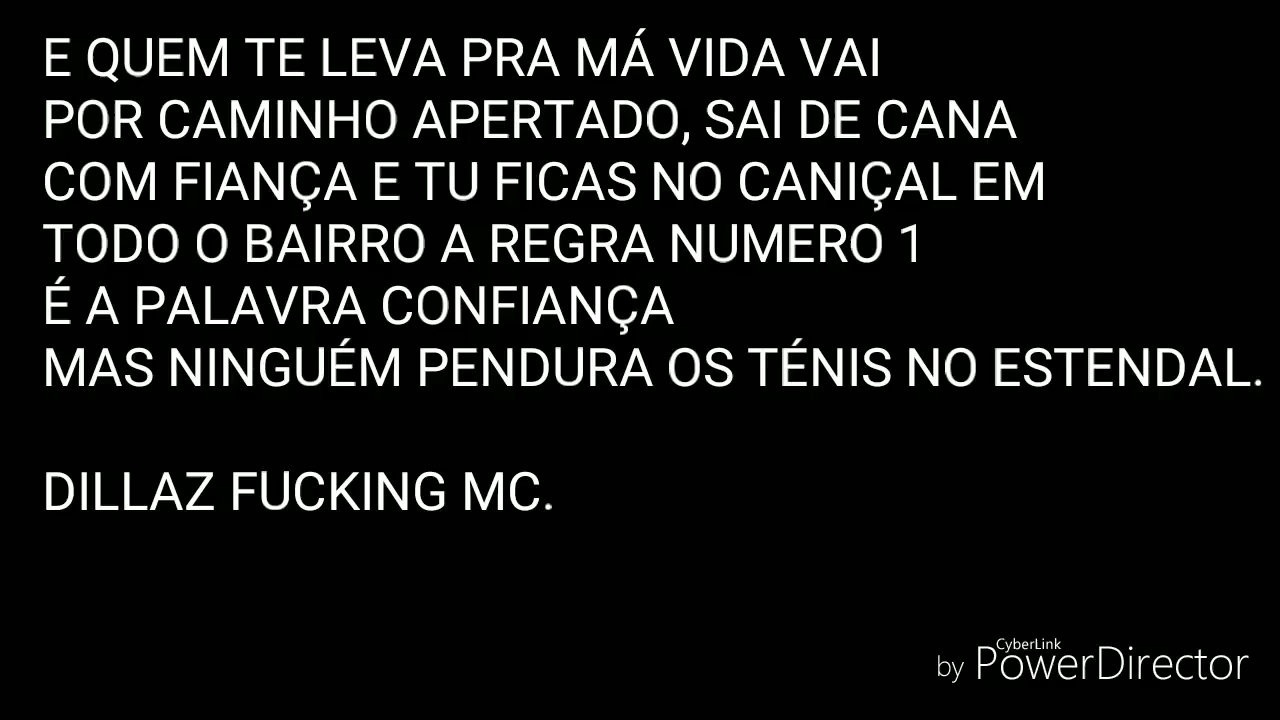 E QUEM TE LEVA PRA MÁ VIDA VAI
POR CAMINHO APERTADO, SAI DE CANA
COM FIANÇA E TU FICAS NO CANIÇAL EM
TODO O BAIRRO A REGRA NUMERO 1
É A PALAVRA CONFIANÇA
MAS NINGUÉM PENDURA OS TÉNIS NO ESTENDAL.
DILLAZ FUCKING MC.
CyberLink
by PowerDirector